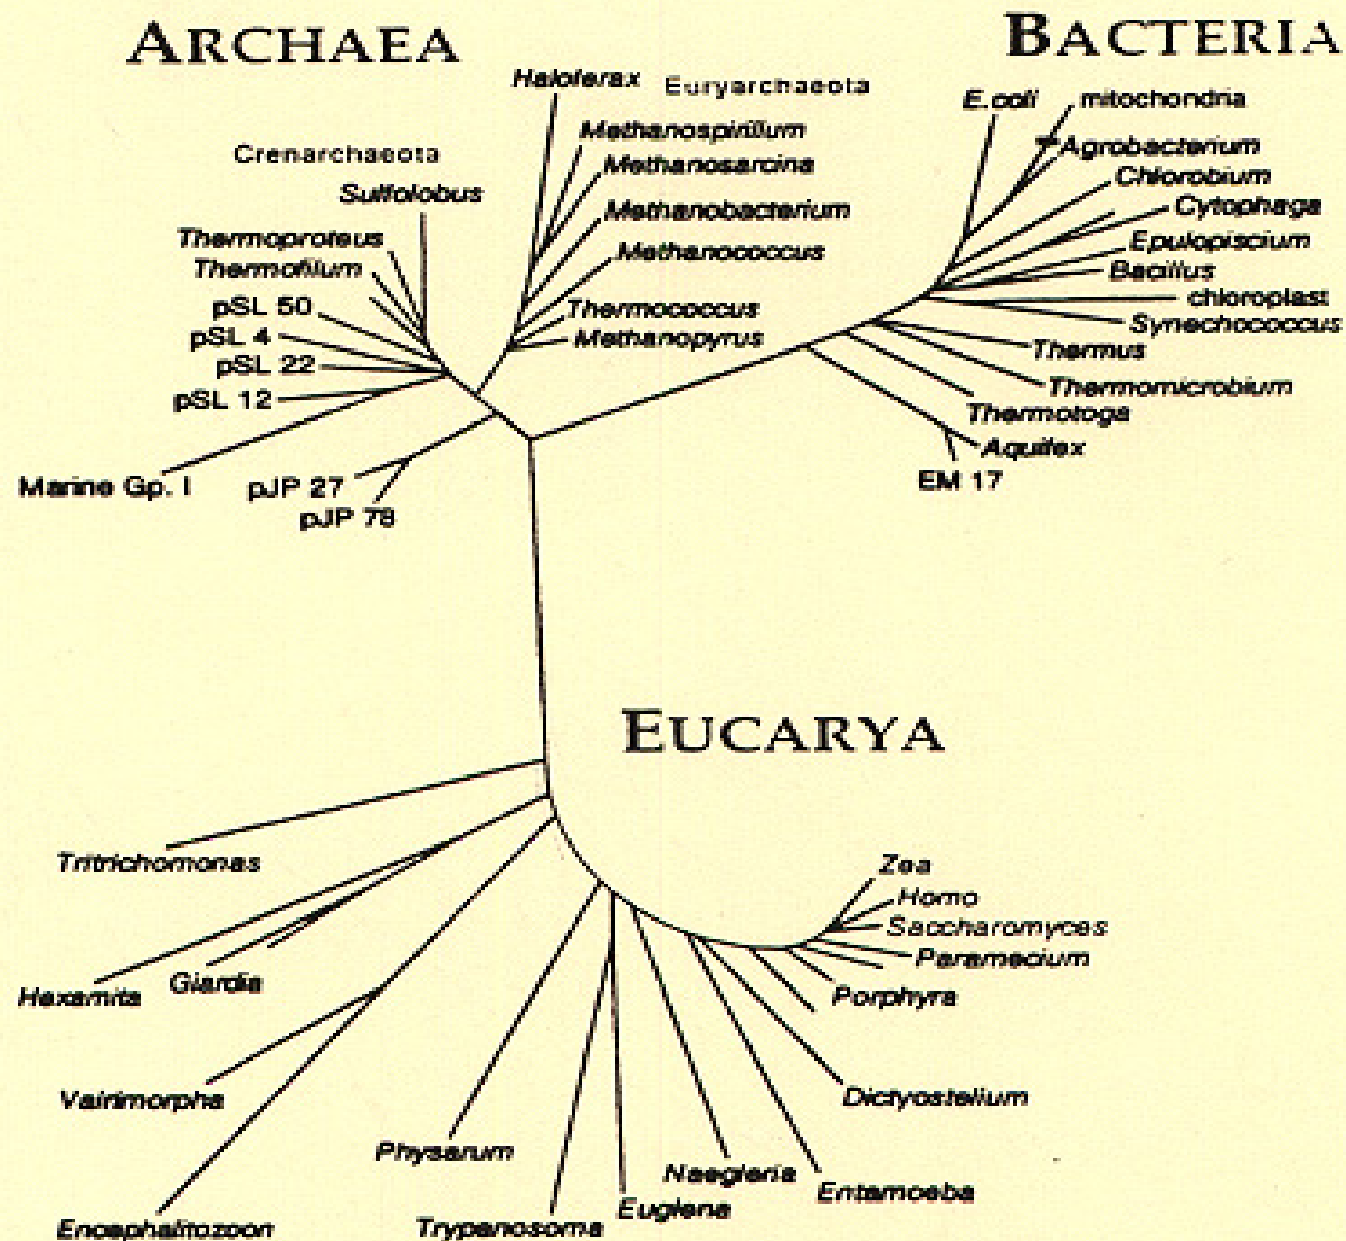 ARCHAEA
BACTERIA
Haloferax
Euryarchaeota
E.coli
mitochondria
Methanospirillum
Agrobacterium
Crenarchaeota
Methanosarcina
Chlorobium
Sulfolobus
Methanobacterium
Cytophaga
Thermoproteus
Methanococcus
Epulopiscium
Thermofilum
Bacillus
pSL 50
Thermococcus
chloroplast
pSL 4
Methanopyrus
Synechococcus
pSL 22
Thermus
pSL 12
Thermomicrobium
Thermotoga
Aquifex
Marine Gp. I
pJP 27
EM 17
pJP 78
EUCARYA
Tritrichomonas
Zea
Homo
Saccharomyces
Paramecium
Hexamita
Giardia
Porphyra
Vairimorpha
Dictyostelium
Physarum
Naegleria
Entamoeba
Euglena
Encephalitozoon
Trypanosoma